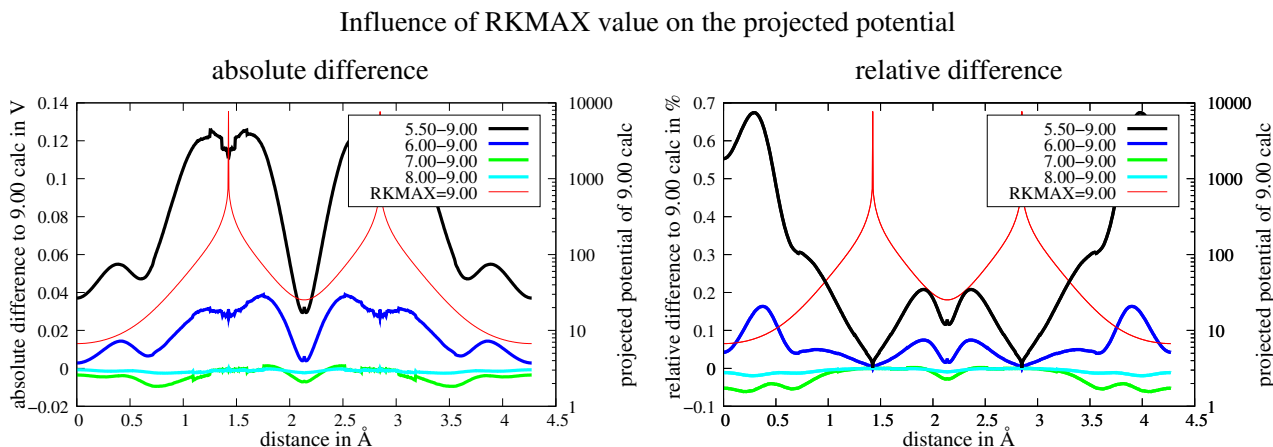 Influence of RKMAX value on the projected potential
absolute difference
absolute difference to 9.00 calc in V
0.14
0.12
0.1
0.08
0.06
0.04
0.02
0
−0.02
0 0.5 1 1.5 2 2.5 3 3.5 4 4.5
distance in Å
10000
1000
100
10
1
projected potential of 9.00 calc
5.50−9.00
6.00−9.00
7.00−9.00
8.00−9.00
RKMAX=9.00
relative difference
relative difference to 9.00 calc in %
0.7
0.6
0.5
0.4
0.3
0.2
0.1
0
−0.1
0 0.5 1 1.5 2 2.5 3 3.5 4 4.5
distance in Å
10000
1000
100
10
1
projected potential of 9.00 calc
5.50−9.00
6.00−9.00
7.00−9.00
8.00−9.00
RKMAX=9.00